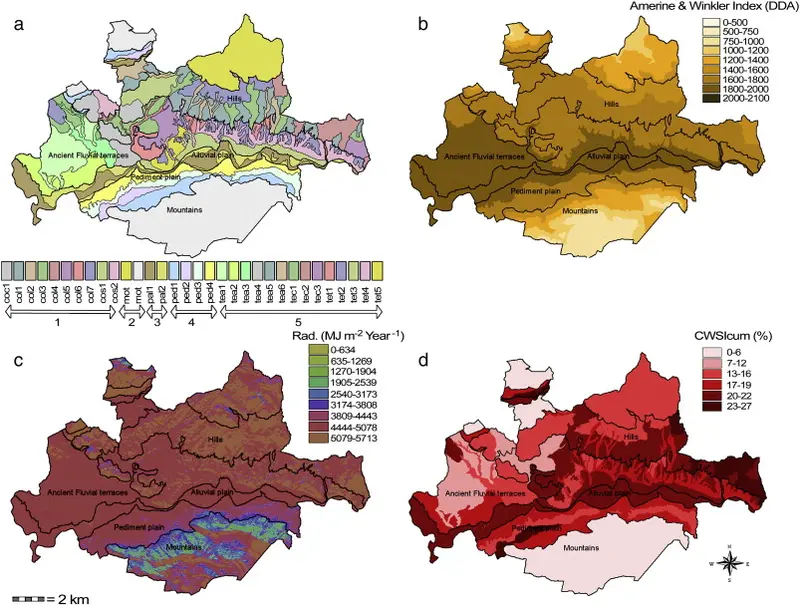 a
Hills
Ancient Fluvial terraces
Alluvial plain
Pediment plain
Mountains
coc1 col1 col2 col3 col4 col5 col6 col7 cos1 cos2 mot mot pal1 pal2 ped1 ped2 ped3 ped4 tea1 tea2 tea3 tea4 tea5 tea6 tec1 tec2 tec3 tet1 tet2 tet3 tet4 tet5
1 2 3 4 5
b
Amerine & Winkler Index (DDA)
0-500
500-750
750-1000
1000-1200
1200-1400
1400-1600
1600-1800
1800-2000
2000-2100
Hills
Ancient Fluvial terraces
Alluvial plain
Pediment plain
Mountains
c
Rad. (MJ m-2 Year-1)
0-634
635-1269
1270-1904
1905-2539
2540-3173
3174-3808
3809-4443
4444-5078
5079-5713
Hills
Ancient Fluvial terraces
Alluvial plain
Pediment plain
Mountains
= 2 km
d
CWSIcum (%)
0-6
7-12
13-16
17-19
20-22
23-27
Hills
Ancient Fluvial terraces
Alluvial plain
Pediment plain
Mountains
N
W E
S